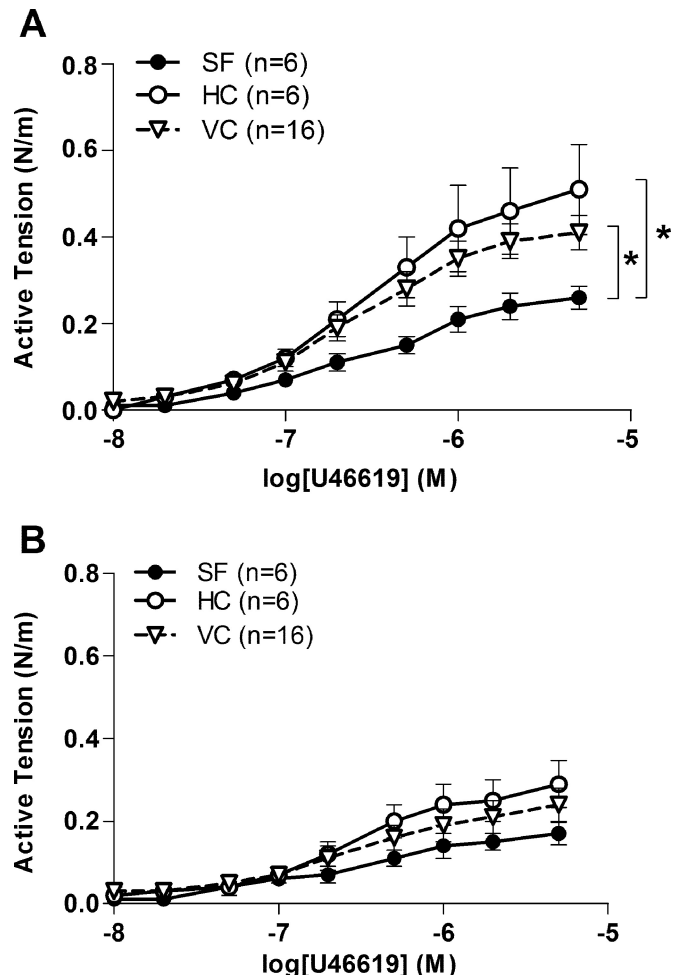 A
0.8
SF (n=6)
HC (n=6)
VC (n=16)
0.6
0.4
0.2
0.0
Active Tension (N/m)
*
*
-8
-7
-6
-5
log[U46619] (M)
B
0.8
SF (n=6)
HC (n=6)
VC (n=16)
0.6
0.4
0.2
0.0
Active Tension (N/m)
-8
-7
-6
-5
log[U46619] (M)